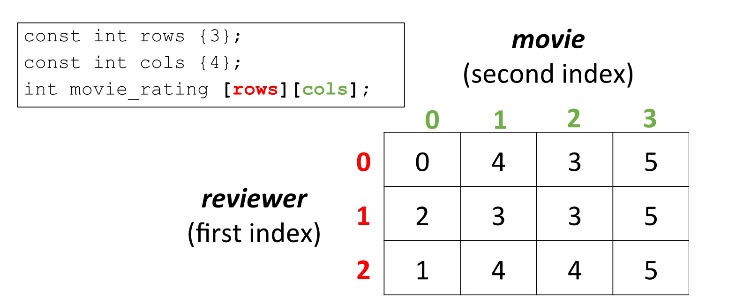 const int rows {3};
const int cols {4};
int movie_rating [rows][cols];
movie
(second index)
0 1 2 3
reviewer
(first index)
0 0 4 3 5
1 2 3 3 5
2 1 4 4 5